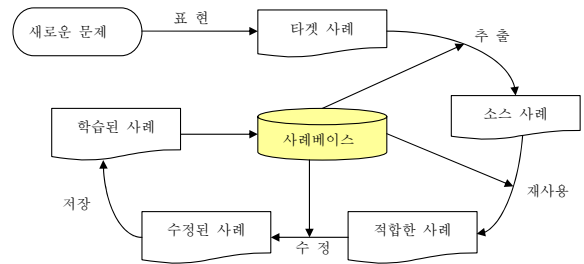 새로운 문제
표 현
타겟 사례
추 출
소스 사례
학습된 사례
사례베이스
재사용
저장
수정된 사례
수 정
적합한 사례